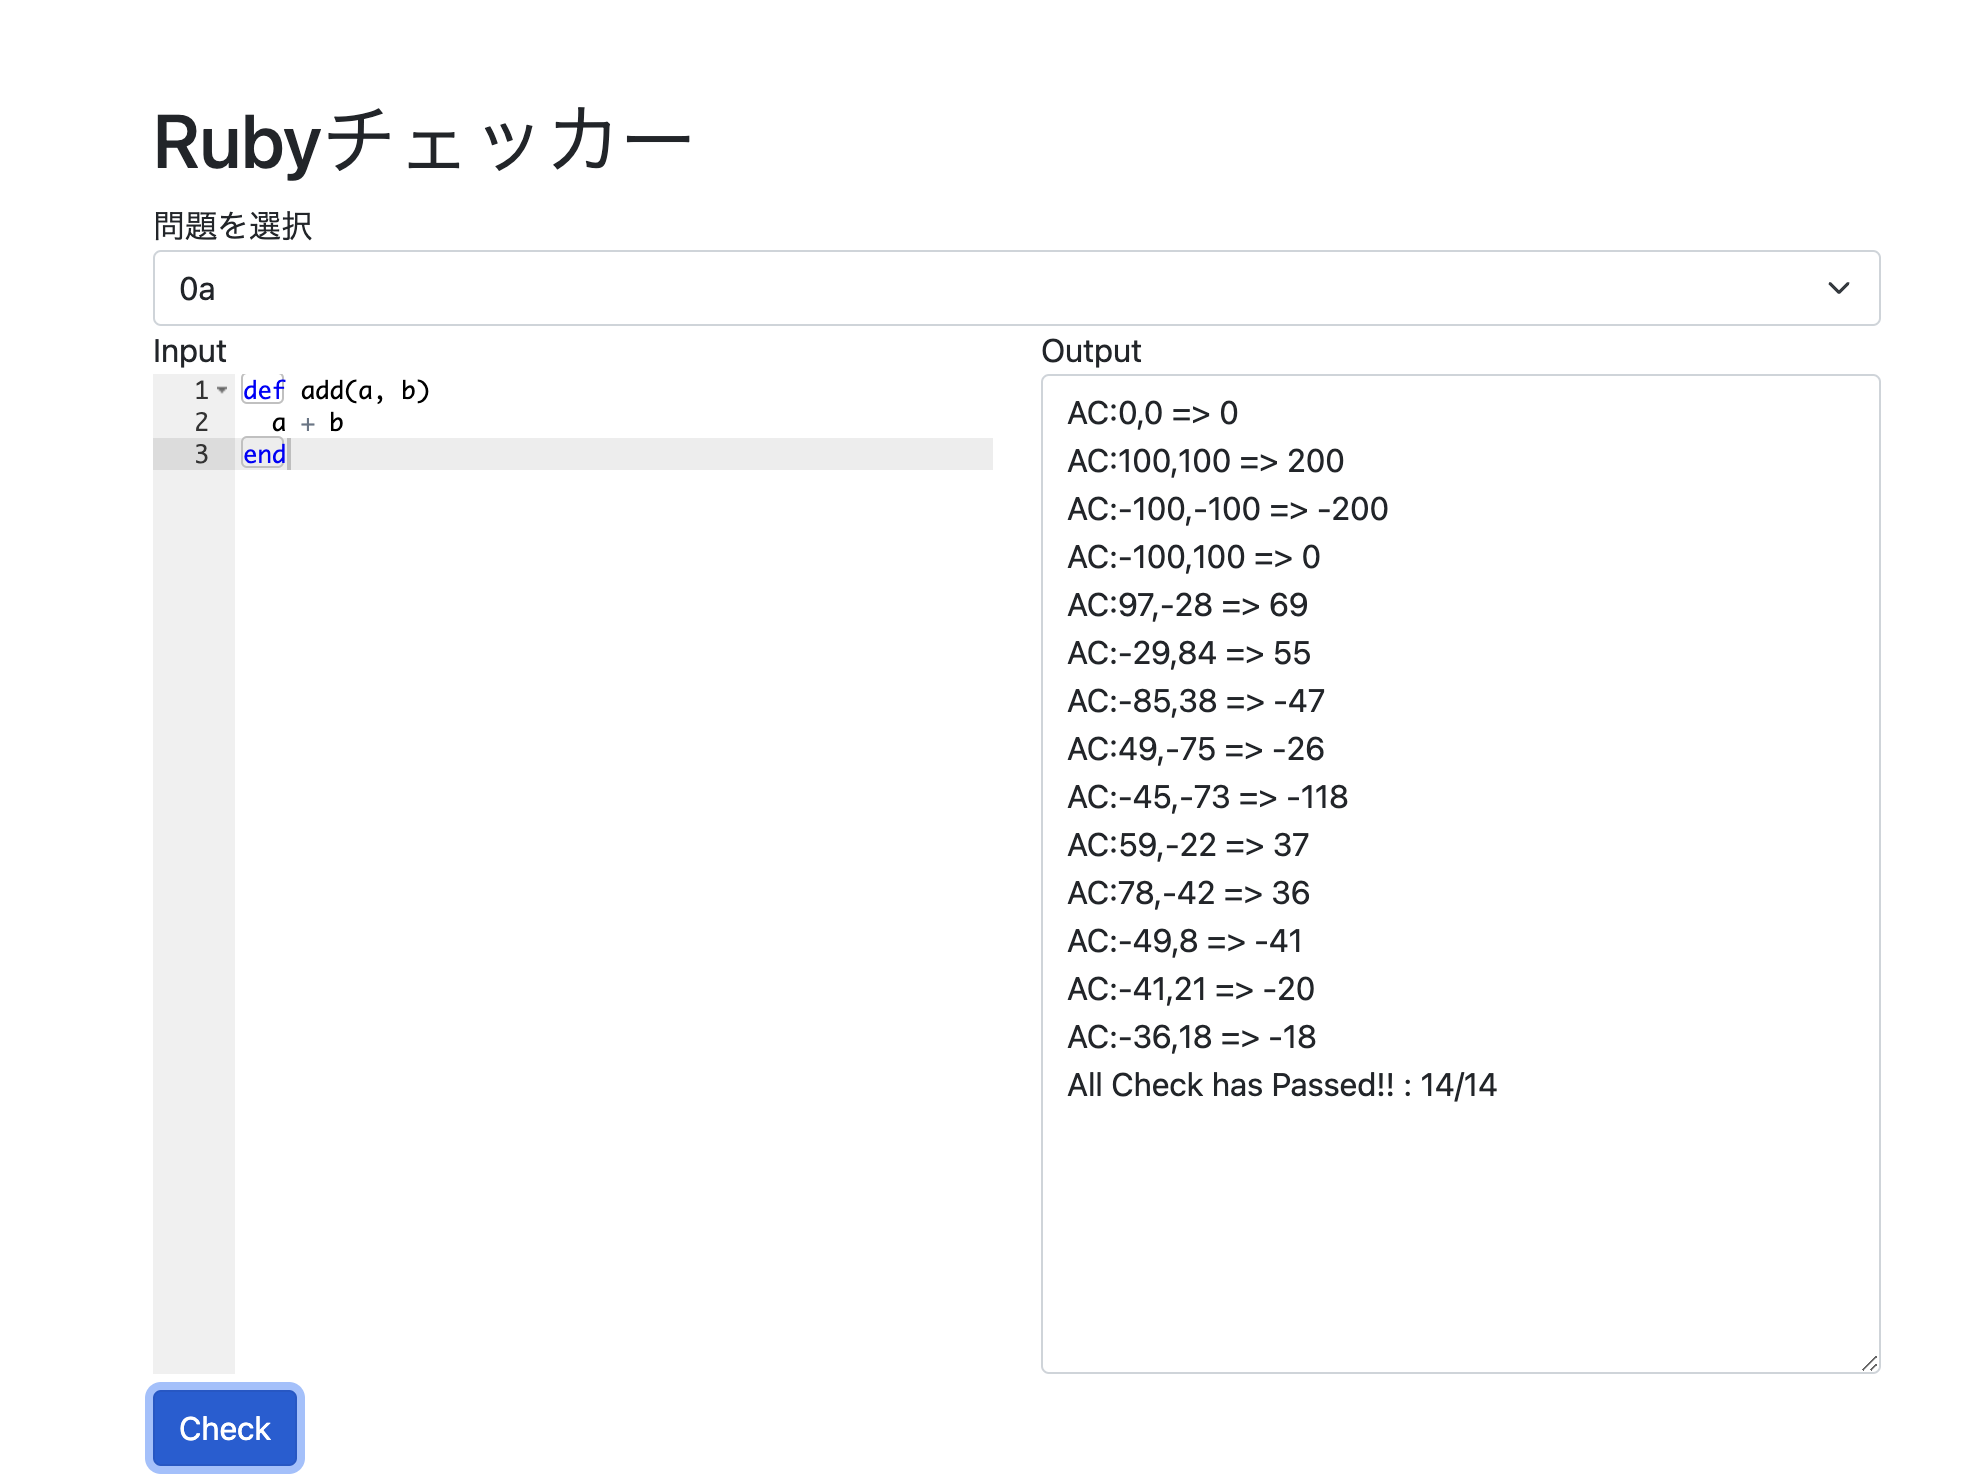 Rubyチェッカー
問題を選択
0a
Input
1 def add(a, b)
2   a + b
3 end
Output
AC:0,0 => 0
AC:100,100 => 200
AC:-100,-100 => -200
AC:-100,100 => 0
AC:97,-28 => 69
AC:-29,84 => 55
AC:-85,38 => -47
AC:49,-75 => -26
AC:-45,-73 => -118
AC:59,-22 => 37
AC:78,-42 => 36
AC:-49,8 => -41
AC:-41,21 => -20
AC:-36,18 => -18
All Check has Passed!! : 14/14
Check